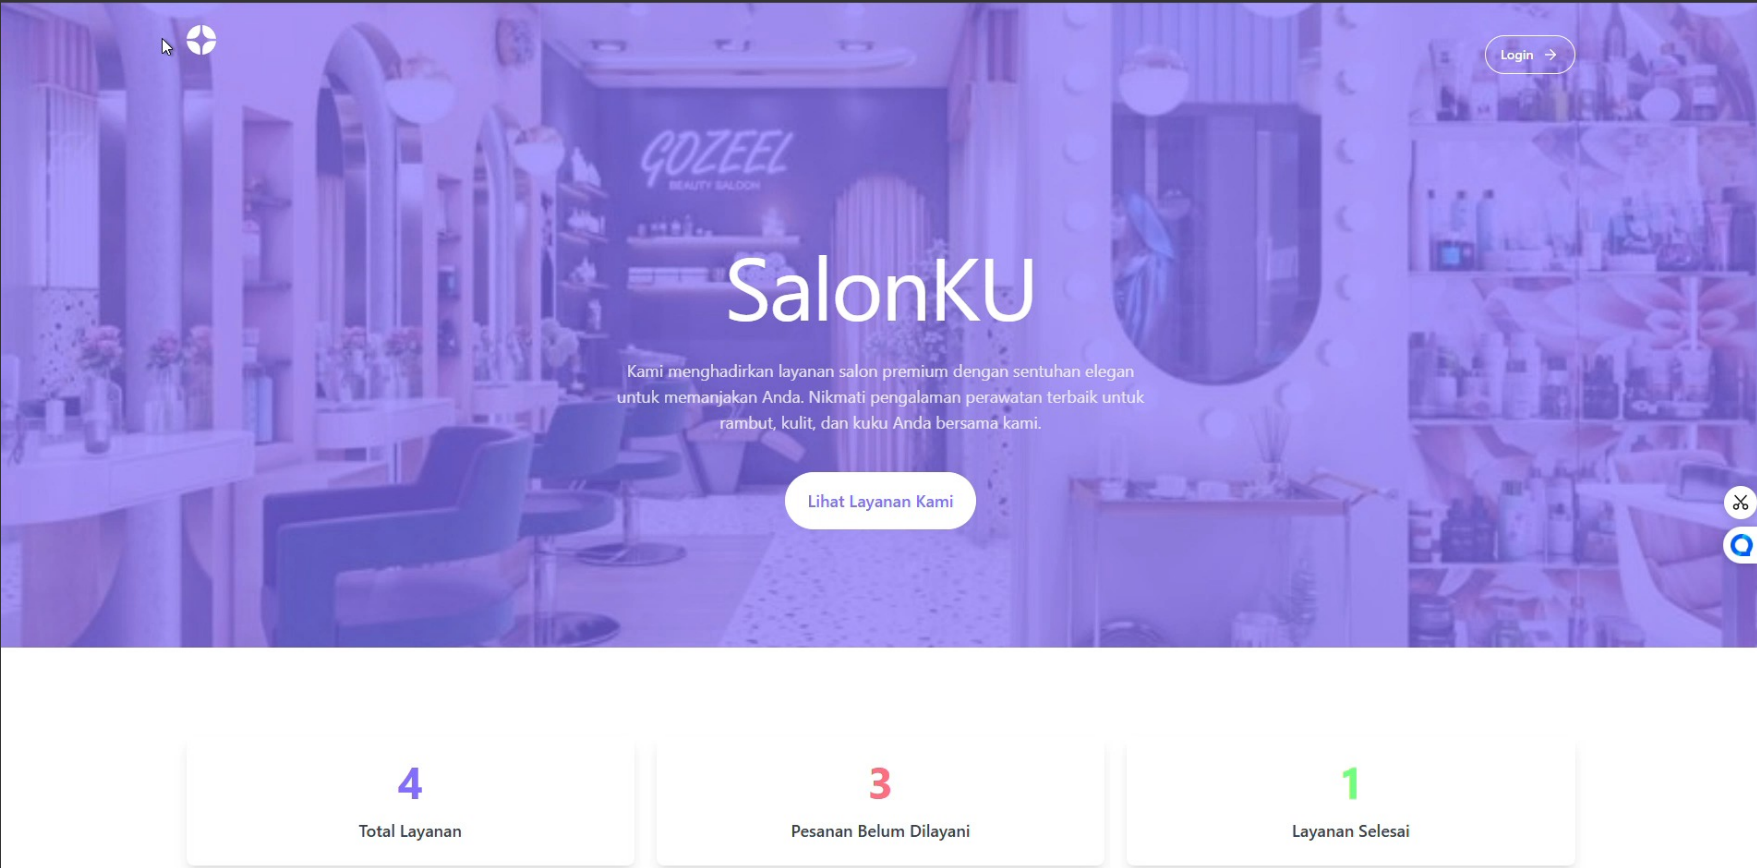 Login
GOZEEL
BEAUTY SALOON
SalonKU
Kami menghadirkan layanan salon premium dengan sentuhan elegan
untuk memanjakan Anda. Nikmati pengalaman perawatan terbaik untuk
rambut, kulit, dan kuku Anda bersama kami.
Lihat Layanan Kami
4
Total Layanan
3
Pesanan Belum Dilayani
1
Layanan Selesai